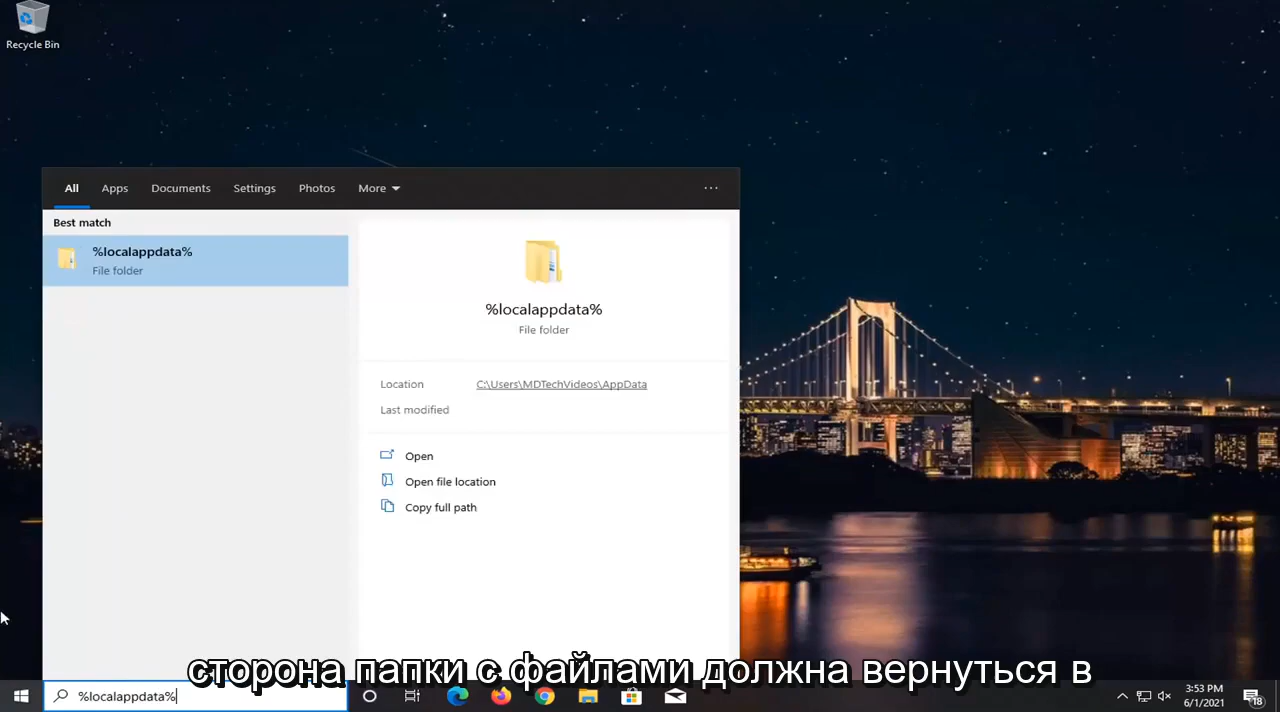 Recycle Bin
All Apps Documents Settings Photos More ...
Best match
%localappdata%
File folder
%localappdata%
File folder
Location C:\Users\MDTechVideos\AppData
Last modified
Open
Open file location
Copy full path
сторона папки с файлами должна вернуться в
%localappdata%
3:53 PM
6/1/2021
18